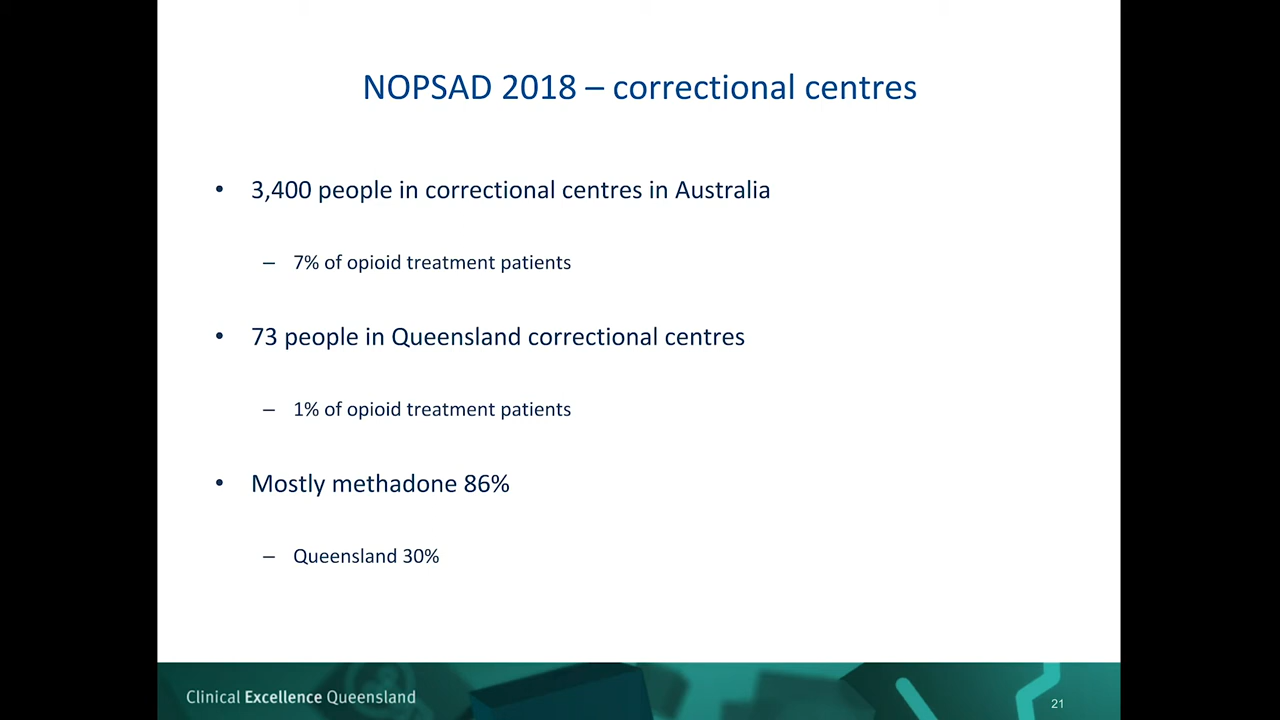 NOPSAD 2018 – correctional centres
• 3,400 people in correctional centres in Australia
– 7% of opioid treatment patients
• 73 people in Queensland correctional centres
– 1% of opioid treatment patients
• Mostly methadone 86%
– Queensland 30%
Clinical Excellence Queensland
21